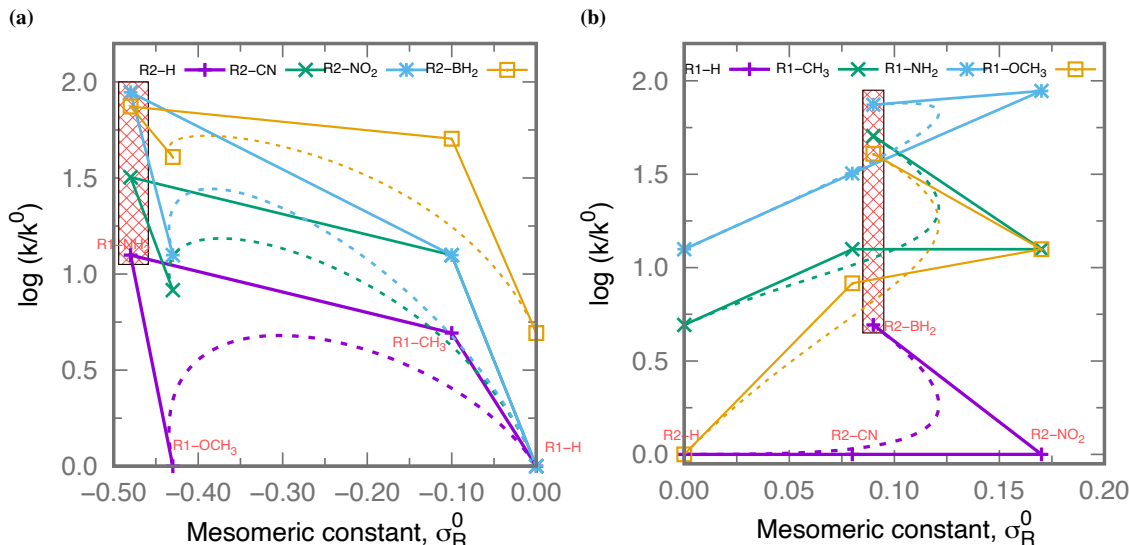 (a)
R2−H R2−CN R2−NO2 R2−BH2
2.0
1.5
1.0
0.5
0.0
log (k/k0)
R1−NH2
R1−CH3
R1−OCH3
R1−H
−0.50 −0.40 −0.30 −0.20 −0.10 0.00
Mesomeric constant, σR0
(b)
R1−H R1−CH3 R1−NH2 R1−OCH3
2.0
1.5
1.0
0.5
0.0
log (k/k0)
R2−BH2
R2−H
R2−CN
R2−NO2
0.00 0.05 0.10 0.15 0.20
Mesomeric constant, σR0